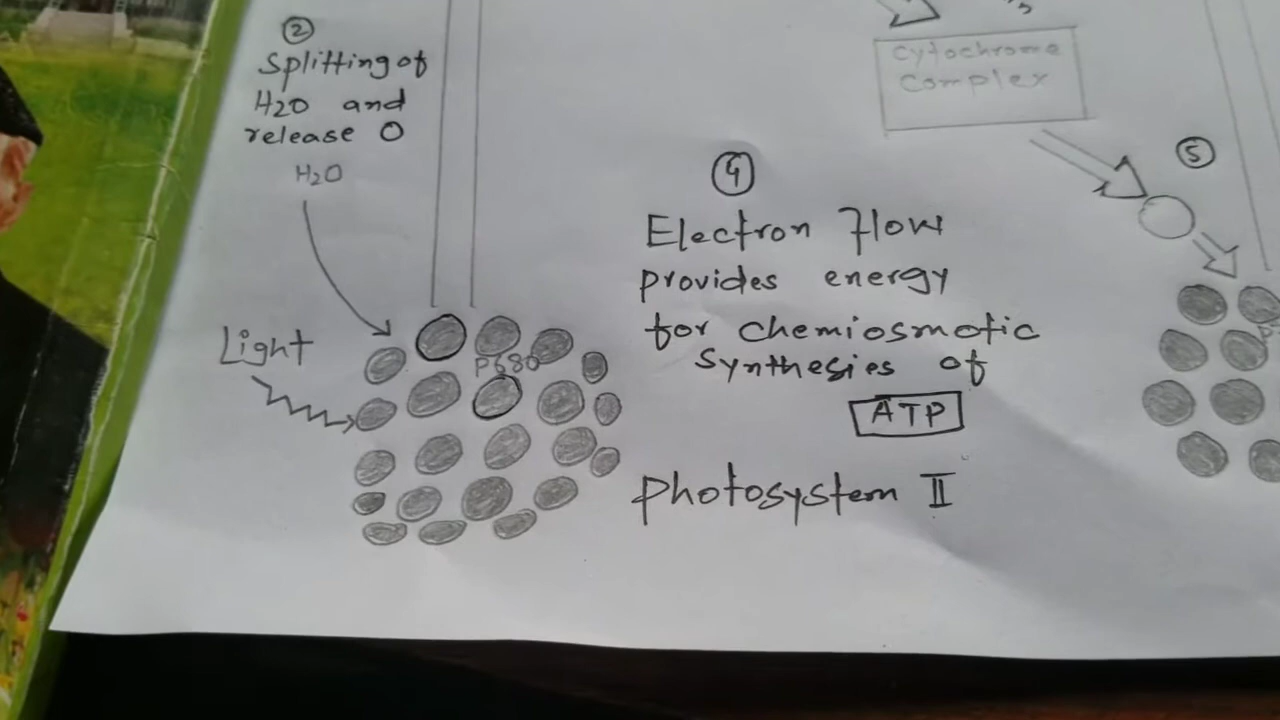 ②
Splitting of
H2O and
release O
H2O
Light
P680
cytochrome
complex
④
Electron flow
provides energy
for chemiosmotic
synthesies of
ATP
Photosystem II
⑤